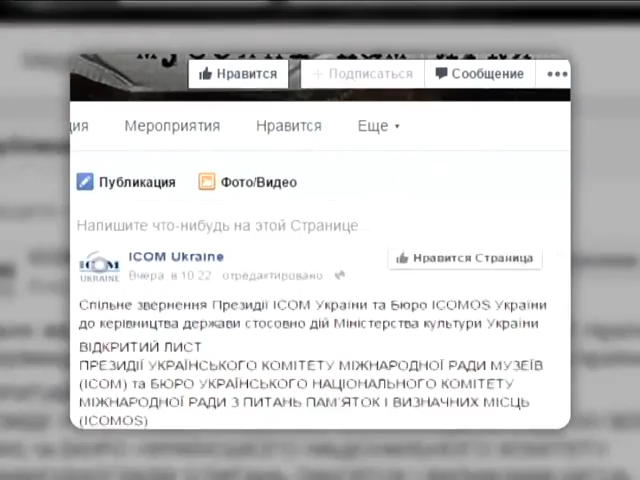 Нравится
+ Подписаться
Сообщение
•••
ия
Мероприятия
Нравится
Еще
Публикация
Фото/Видео
Напишите что-нибудь на этой Странице...
ICOM
UKRAINE
ICOM Ukraine
Вчера в 10:22 · отредактировано
Нравится Страница
Спільне звернення Президії ICOM України та Бюро ICOMOS України
до керівництва держави стосовно дій Міністерства культури України
ВІДКРИТИЙ ЛИСТ
ПРЕЗИДІЇ УКРАЇНСЬКОГО КОМІТЕТУ МІЖНАРОДНОЇ РАДИ МУЗЕЇВ
(ICOM) та БЮРО УКРАЇНСЬКОГО НАЦІОНАЛЬНОГО КОМІТЕТУ
МІЖНАРОДНОЇ РАДИ З ПИТАНЬ ПАМ'ЯТОК І ВИЗНАЧНИХ МІСЦЬ
(ICOMOS)